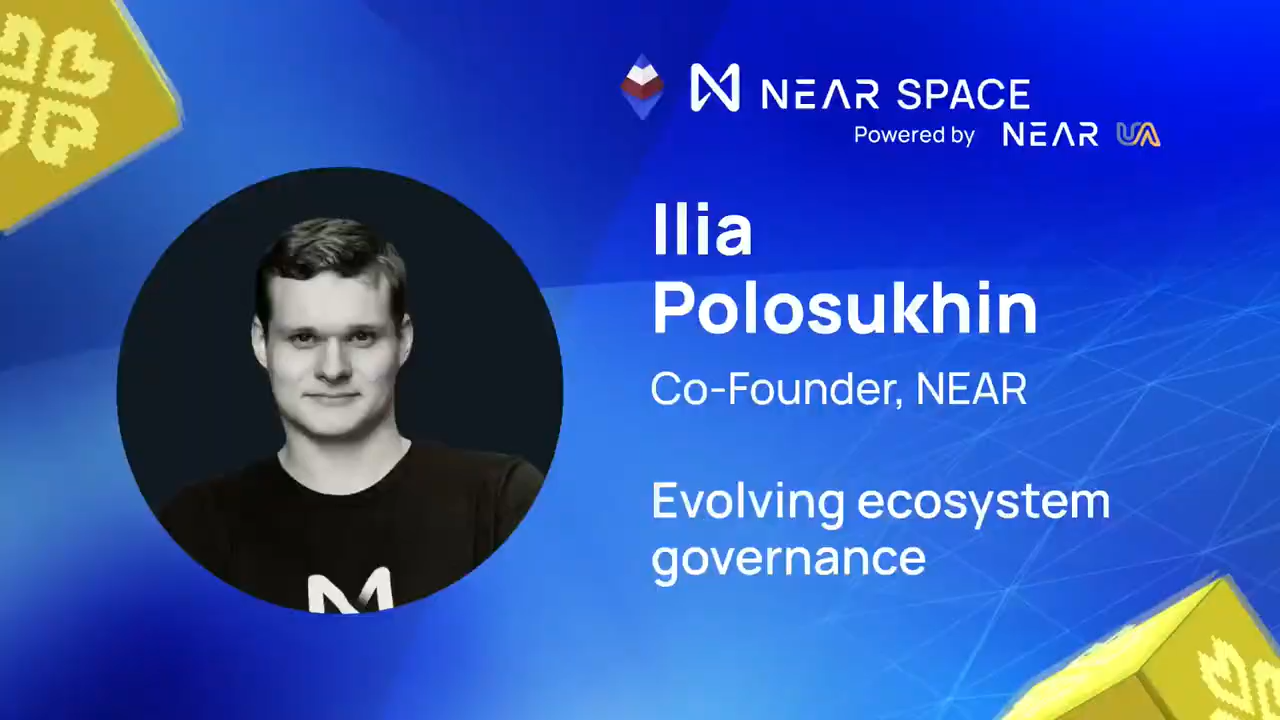 NEAR SPACE
Powered by NEAR UA
Ilia
Polosukhin
Co-Founder, NEAR
Evolving ecosystem
governance